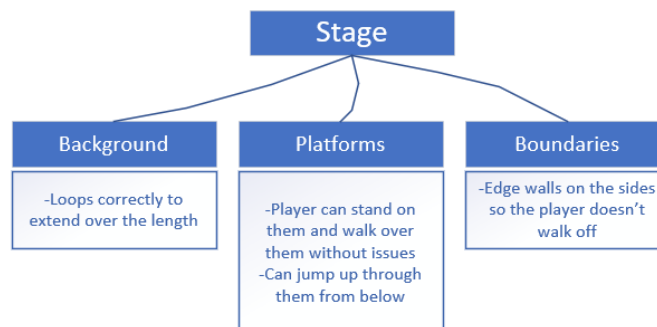 Stage
Background
-Loops correctly to
extend over the length
Platforms
-Player can stand on
them and walk over
them without issues
-Can jump up through
them from below
Boundaries
-Edge walls on the sides
so the player doesn't
walk off